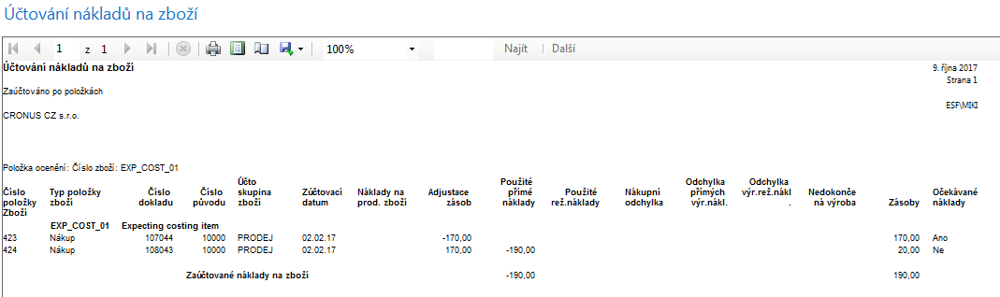 Účtování nákladů na zboží
1 z 1 100% Najít Další
Účtování nákladů na zboží 9. října 2017
Strana 1
Zaúčtováno po položkách
ESF\MIKI
CRONUS CZ s.r.o.
Položka ocenění: Číslo zboží: EXP_COST_01
Číslo položky Zboží Typ položky zboží Číslo dokladu Číslo původu Účto skupina zboží Zúčtovací datum Náklady na prod. zboží Adjustace zásob Použité přímé náklady Použité rež.náklady Nákupní odchylka Odchylka přímých výr.nákl. Odchylka výr.rež.nákl . Nedokonče ná výroba Zásoby Očekávané náklady
EXP_COST_01 Expecting costing item
423 Nákup 107044 10000 PRODEJ 02.02.17 -170,00 170,00 Ano
424 Nákup 108043 10000 PRODEJ 02.02.17 170,00 -190,00 20,00 Ne
Zaúčtované náklady na zboží -190,00 190,00